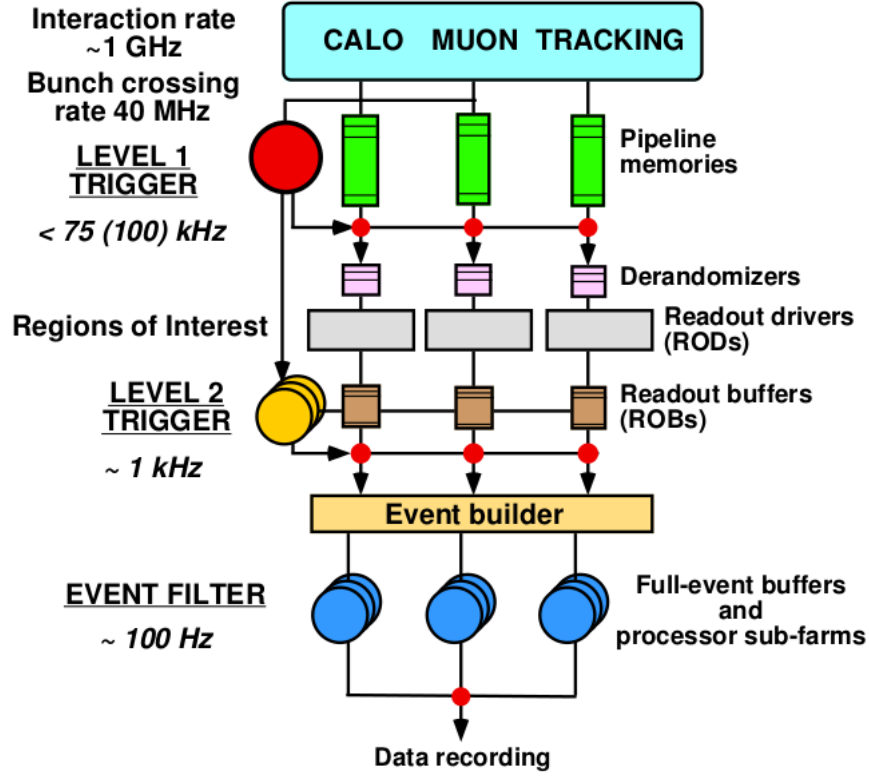 Interaction rate
~1 GHz
CALO MUON TRACKING
Bunch crossing
rate 40 MHz
LEVEL 1
TRIGGER
Pipeline
memories
< 75 (100) kHz
Derandomizers
Regions of Interest
Readout drivers
(RODs)
LEVEL 2
TRIGGER
Readout buffers
(ROBs)
~ 1 kHz
Event builder
EVENT FILTER
~ 100 Hz
Full-event buffers
and
processor sub-farms
Data recording